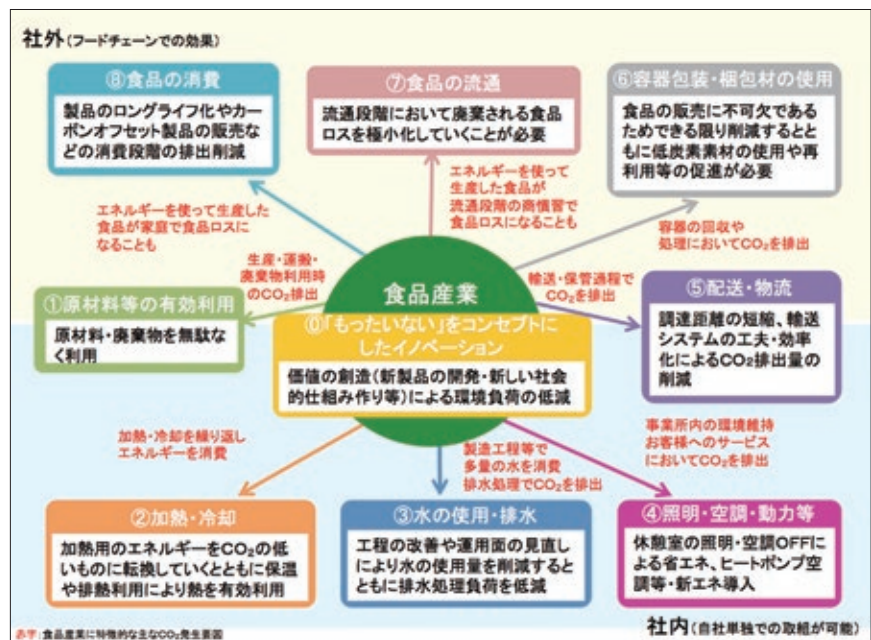 社外(フードチェーンでの効果)
⑧食品の消費
製品のロングライフ化やカー
ボンオフセット製品の販売な
どの消費段階の排出削減
⑦食品の流通
流通段階において廃棄される食品
ロスを極小化していくことが必要
⑥容器包装・梱包材の使用
食品の販売に不可欠である
ためできる限り削減するとと
もに低炭素素材の使用や再
利用等の促進が必要
エネルギーを使って生産した
食品が家庭で食品ロスに
なることも
エネルギーを使って
生産した食品が
流通段階の商慣習で
食品ロスになることも
容器の回収や
処理においてCO₂を排出
生産・運搬・
廃棄物利用時
のCO₂排出
食品産業
輸送・保管過程で
CO₂を排出
①原材料等の有効利用
原材料・廃棄物を無駄な
く利用
⓪「もったいない」をコンセプトに
したイノベーション
価値の創造(新製品の開発・新しい社会
的仕組み作り等)による環境負荷の低減
⑤配送・物流
調達距離の短縮、輸送
システムの工夫・効率
化によるCO₂排出量の
削減
加熱・冷却を繰り返し
エネルギーを消費
製造工程等で
多量の水を消費
排水処理でCO₂を排出
事業所内の環境維持
お客様へのサービス
においてCO₂を排出
②加熱・冷却
加熱用のエネルギーをCO₂の低
いものに転換していくとともに保温
や排熱利用により熱を有効利用
③水の使用・排水
工程の改善や運用面の見直し
により水の使用量を削減すると
ともに排水処理負荷を低減
④照明・空調・動力等
休憩室の照明・空調OFFに
よる省エネ、ヒートポンプ空
調等・新エネ導入
赤字:食品産業に特徴的な主なCO₂発生要因
社内(自社単独での取組が可能)